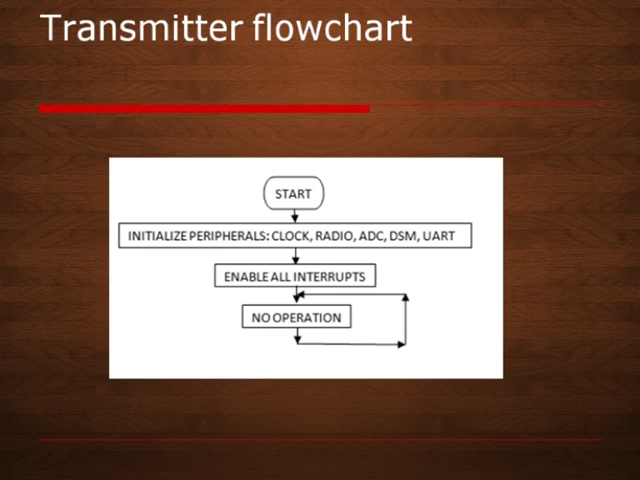 Transmitter flowchart
START
INITIALIZE PERIPHERALS: CLOCK, RADIO, ADC, DSM, UART
ENABLE ALL INTERRUPTS
NO OPERATION